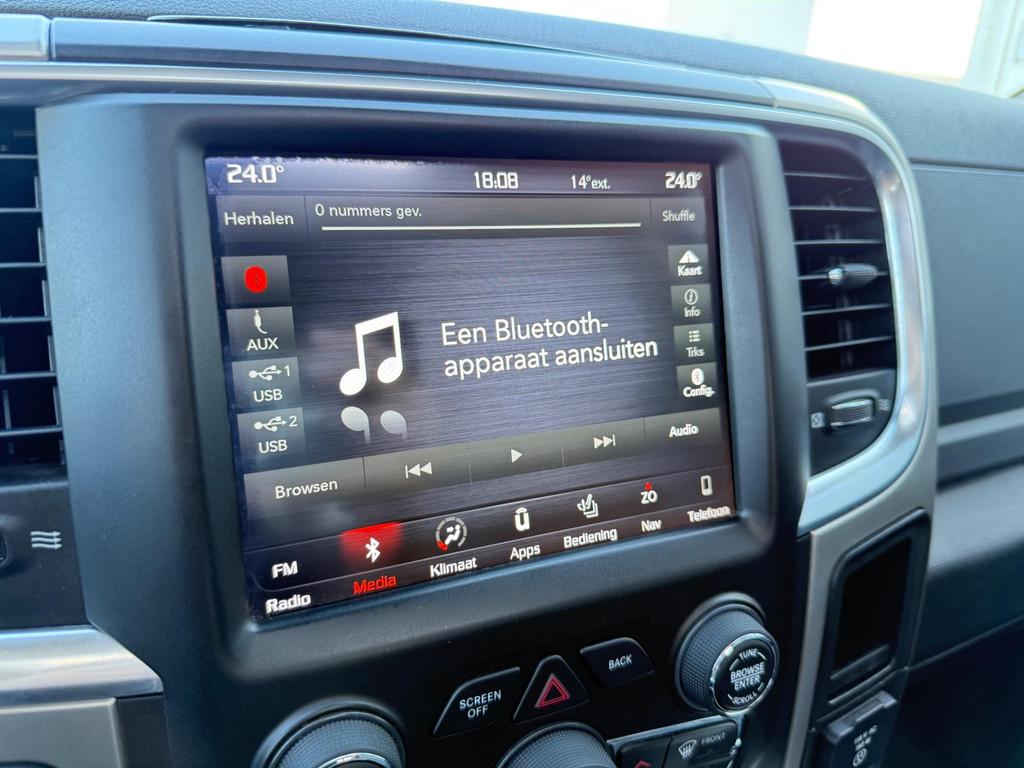 24.0° 18:08 14°ext. 24.0°
Herhalen 0 nummers gev. Shuffle
Kaart
AUX
Info
1
USB
Trks
2
USB
Config.
Een Bluetooth-
apparaat aansluiten
Browsen Audio
FM ZO
Radio Media Klimaat Apps Bediening Nav Telefoon
SCREEN
OFF
BACK
TUNE
BROWSE
ENTER
SCROLL
FRONT